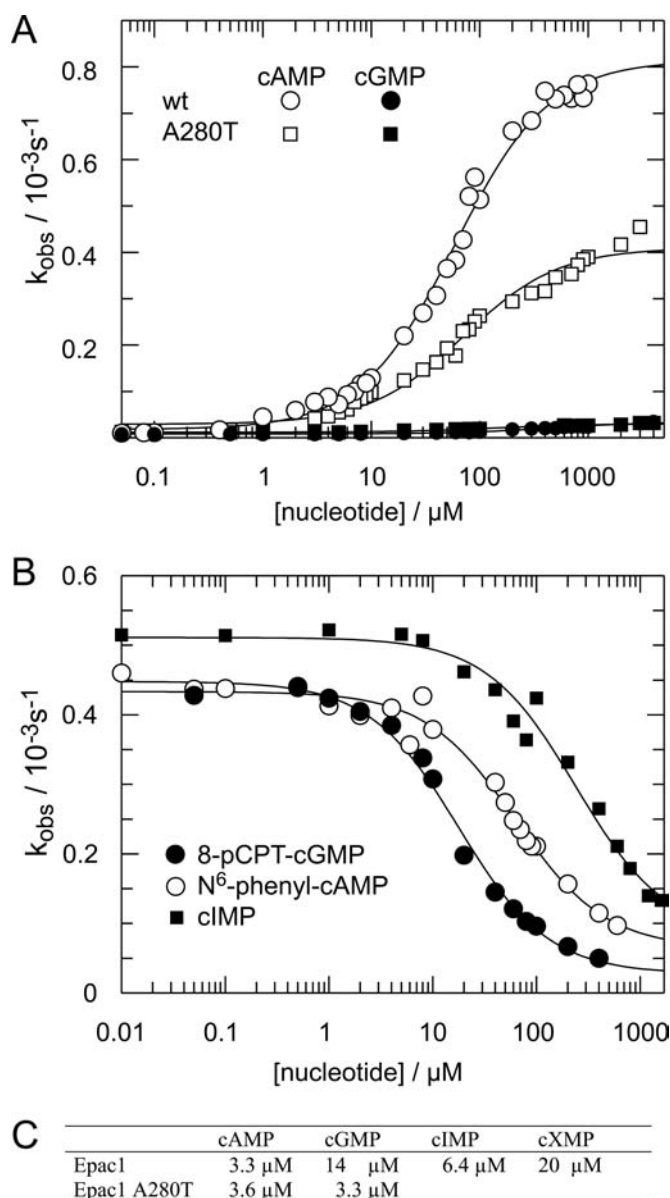 A
cAMP cGMP
wt
A280T
k_obs / 10⁻³s⁻¹
0.8
0.6
0.4
0.2
0.1 1 10 100 1000
[nucleotide] / µM
B
k_obs / 10⁻³s⁻¹
0.6
0.4
0.2
0
8-pCPT-cGMP
N⁶-phenyl-cAMP
cIMP
0.01 0.1 1 10 100 1000
[nucleotide] / µM
C
cAMP cGMP cIMP cXMP
Epac1 3.3 µM 14 µM 6.4 µM 20 µM
Epac1 A280T 3.6 µM 3.3 µM